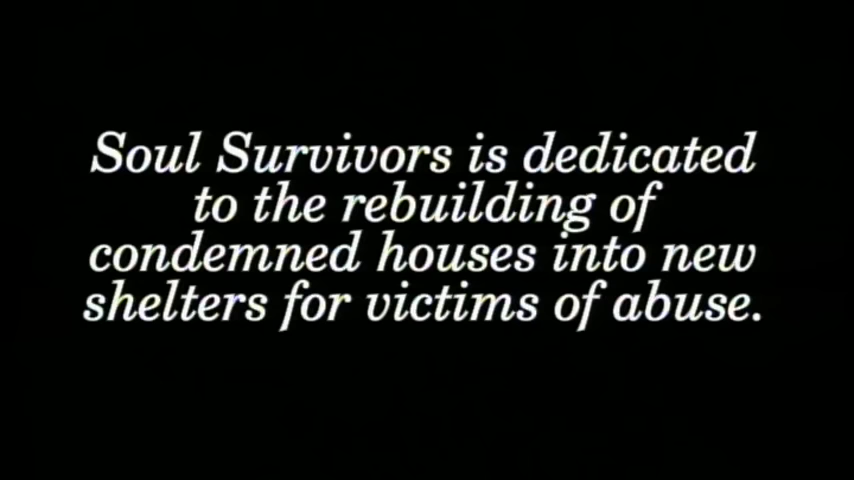 Soul Survivors is dedicated
to the rebuilding of
condemned houses into new
shelters for victims of abuse.